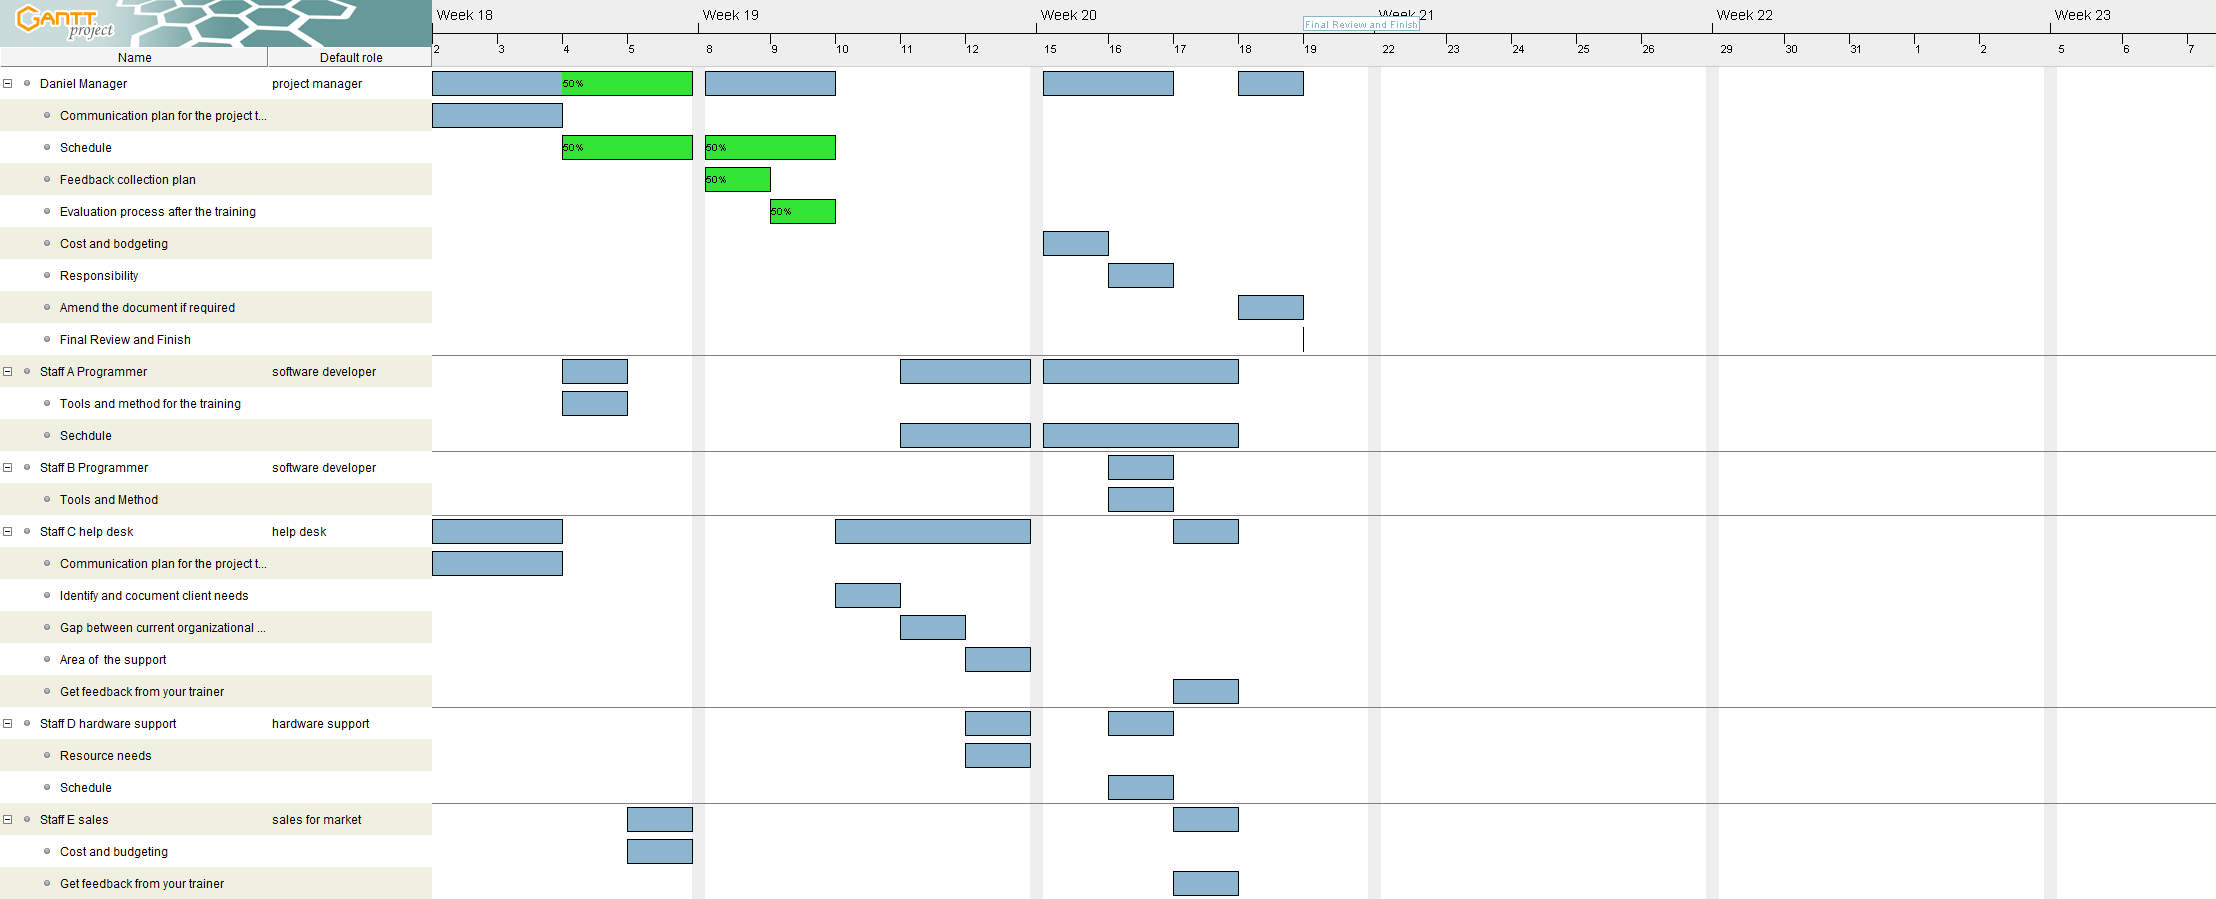 GANTT
project
Week 18 Week 19 Week 20 Week 21 Week 22 Week 23
Final Review and Finish
2 3 4 5 8 9 10 11 12 15 16 17 18 19 22 23 24 25 26 29 30 31 1 2 5 6 7
Name Default role
Daniel Manager project manager 50%
Communication plan for the project t...
Schedule 50% 50%
Feedback collection plan 50%
Evaluation process after the training 50%
Cost and bodgeting
Responsibility
Amend the document if required
Final Review and Finish
Staff A Programmer software developer
Tools and method for the training
Sechdule
Staff B Programmer software developer
Tools and Method
Staff C help desk help desk
Communication plan for the project t...
Identify and cocument client needs
Gap between current organizational ...
Area of the support
Get feedback from your trainer
Staff D hardware support hardware support
Resource needs
Schedule
Staff E sales sales for market
Cost and budgeting
Get feedback from your trainer